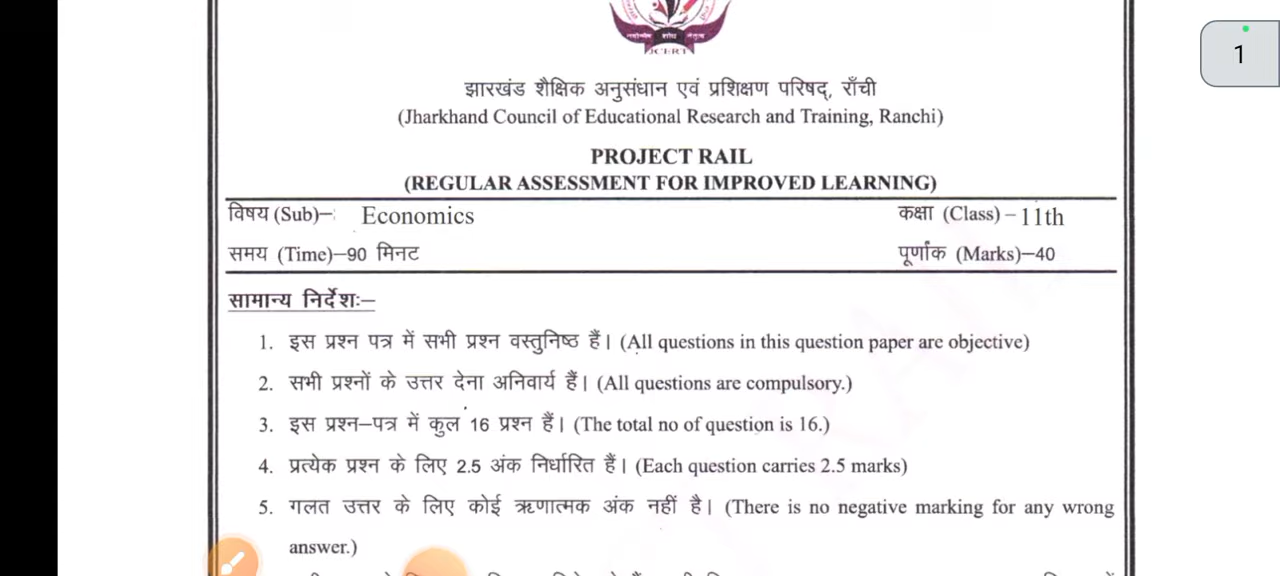 JCERT
झारखंड शैक्षिक अनुसंधान एवं प्रशिक्षण परिषद्, राँची
(Jharkhand Council of Educational Research and Training, Ranchi)
PROJECT RAIL
(REGULAR ASSESSMENT FOR IMPROVED LEARNING)
विषय (Sub)–: Economics कक्षा (Class) – 11th
समय (Time)–90 मिनट पूर्णांक (Marks)–40
सामान्य निर्देशः–
1. इस प्रश्न पत्र में सभी प्रश्न वस्तुनिष्ठ हैं। (All questions in this question paper are objective)
2. सभी प्रश्नों के उत्तर देना अनिवार्य हैं। (All questions are compulsory.)
3. इस प्रश्न–पत्र में कुल 16 प्रश्न हैं। (The total no of question is 16.)
4. प्रत्येक प्रश्न के लिए 2.5 अंक निर्धारित हैं। (Each question carries 2.5 marks)
5. गलत उत्तर के लिए कोई ऋणात्मक अंक नहीं है। (There is no negative marking for any wrong
answer.)
1